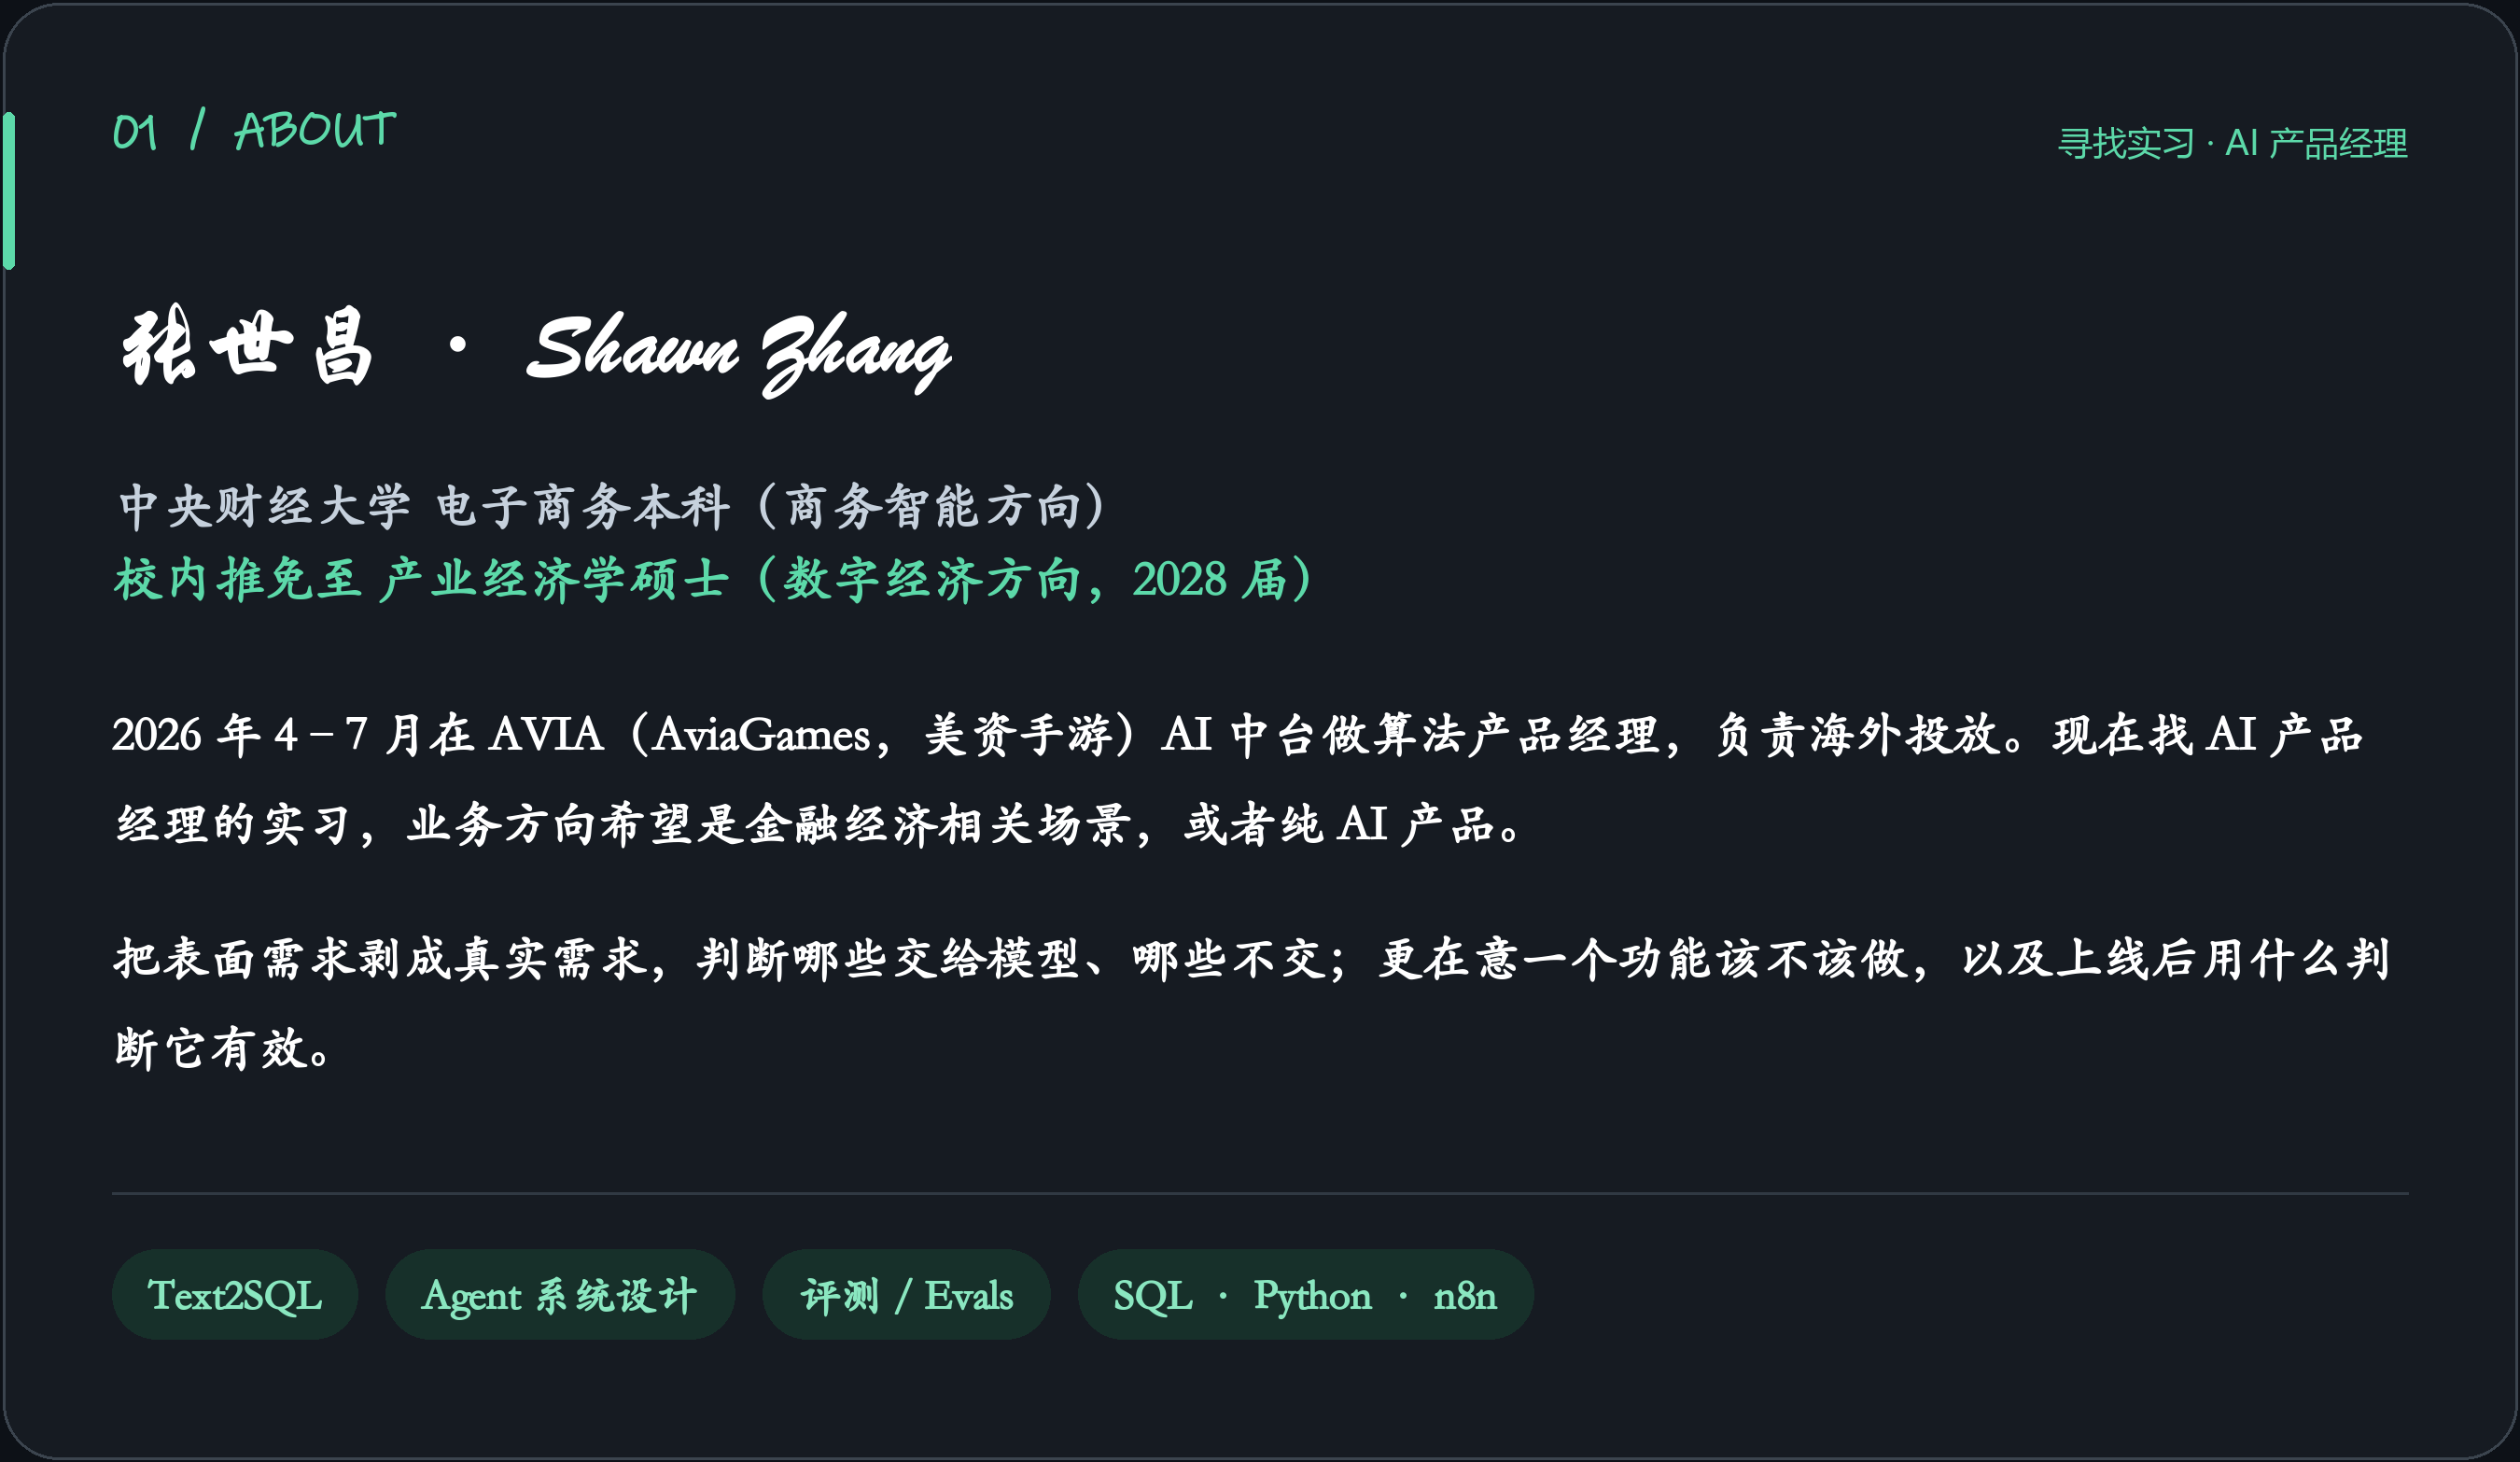 01 / ABOUT
寻找实习 · AI 产品经理
张世昌 · Shawn Zhang
中央财经大学 电子商务本科（商务智能方向）
校内推免至 产业经济学硕士（数字经济方向，2028 届）
2026 年 4 – 7 月在 AVIA（AviaGames，美资手游）AI 中台做算法产品经理，负责海外投放。现在找 AI 产品
经理的实习，业务方向希望是金融经济相关场景，或者纯 AI 产品。
把表面需求剥成真实需求，判断哪些交给模型、哪些不交；更在意一个功能该不该做，以及上线后用什么判
断它有效。
Text2SQL
Agent 系统设计
评测 / Evals
SQL · Python · n8n